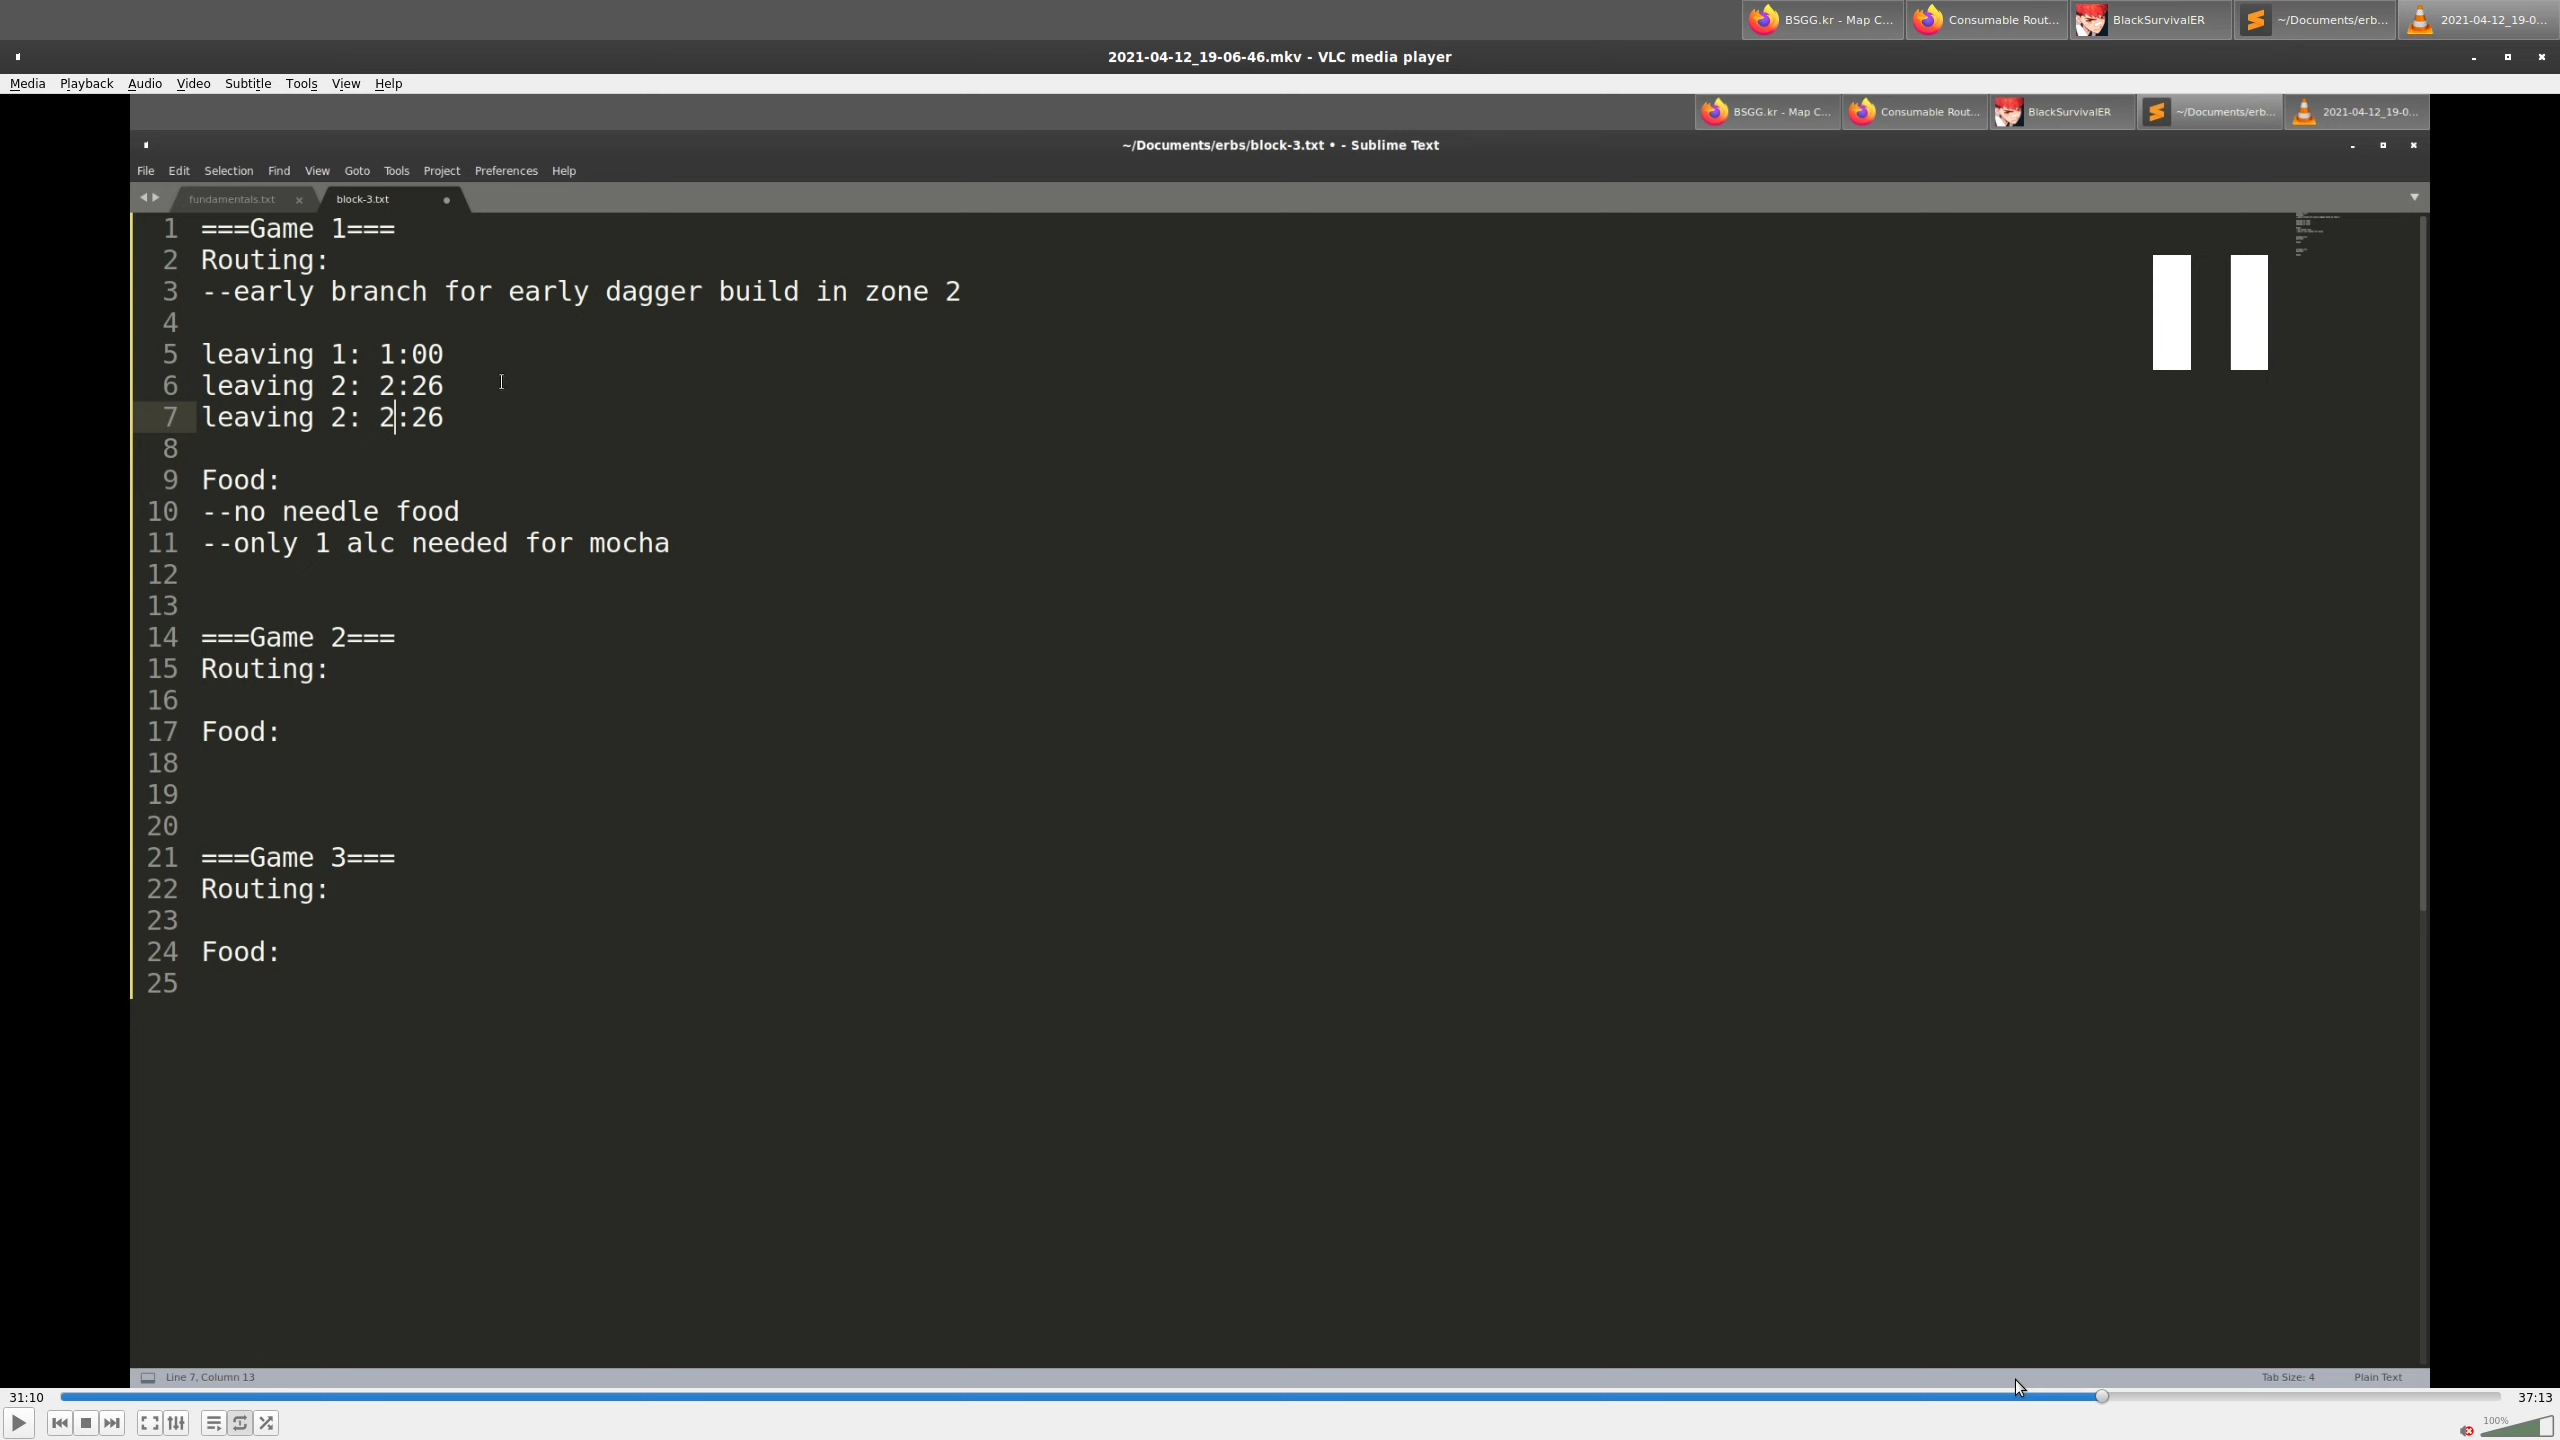 BSGG.kr - Map C...
Consumable Rout...
BlackSurvivalER
~/Documents/erb...
2021-04-12_19-0...
2021-04-12_19-06-46.mkv - VLC media player
Media Playback Audio Video Subtitle Tools View Help
BSGG.kr - Map C...
Consumable Rout...
BlackSurvivalER
~/Documents/erb...
2021-04-12_19-0...
~/Documents/erbs/block-3.txt • - Sublime Text
File Edit Selection Find View Goto Tools Project Preferences Help
fundamentals.txt block-3.txt
1 ===Game 1===
2 Routing:
3 --early branch for early dagger build in zone 2
4
5 leaving 1: 1:00
6 leaving 2: 2:26
7 leaving 2: 2:26
8
9 Food:
10 --no needle food
11 --only 1 alc needed for mocha
12
13
14 ===Game 2===
15 Routing:
16
17 Food:
18
19
20
21 ===Game 3===
22 Routing:
23
24 Food:
25
Line 7, Column 13 Tab Size: 4 Plain Text
31:10 37:13
100%